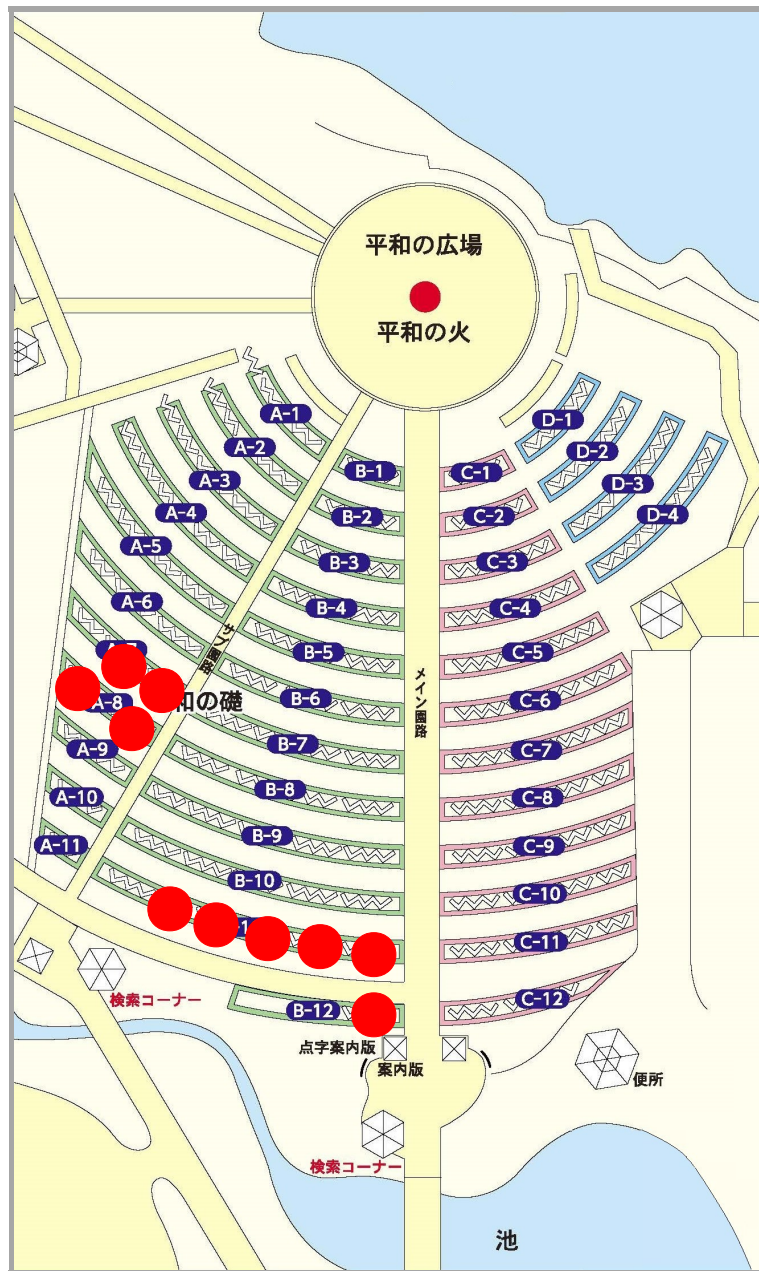 平和の広場
平和の火
A-1
A-2
A-3
A-4
A-5
A-6
A-8
A-9
A-10
A-11
B-1
B-2
B-3
B-4
B-5
B-6
B-7
B-8
B-9
B-10
B-12
C-1
C-2
C-3
C-4
C-5
C-6
C-7
C-8
C-9
C-10
C-11
C-12
D-1
D-2
D-3
D-4
サブ園路
メイン園路
和の礎
検索コーナー
点字案内版
案内版
便所
検索コーナー
池